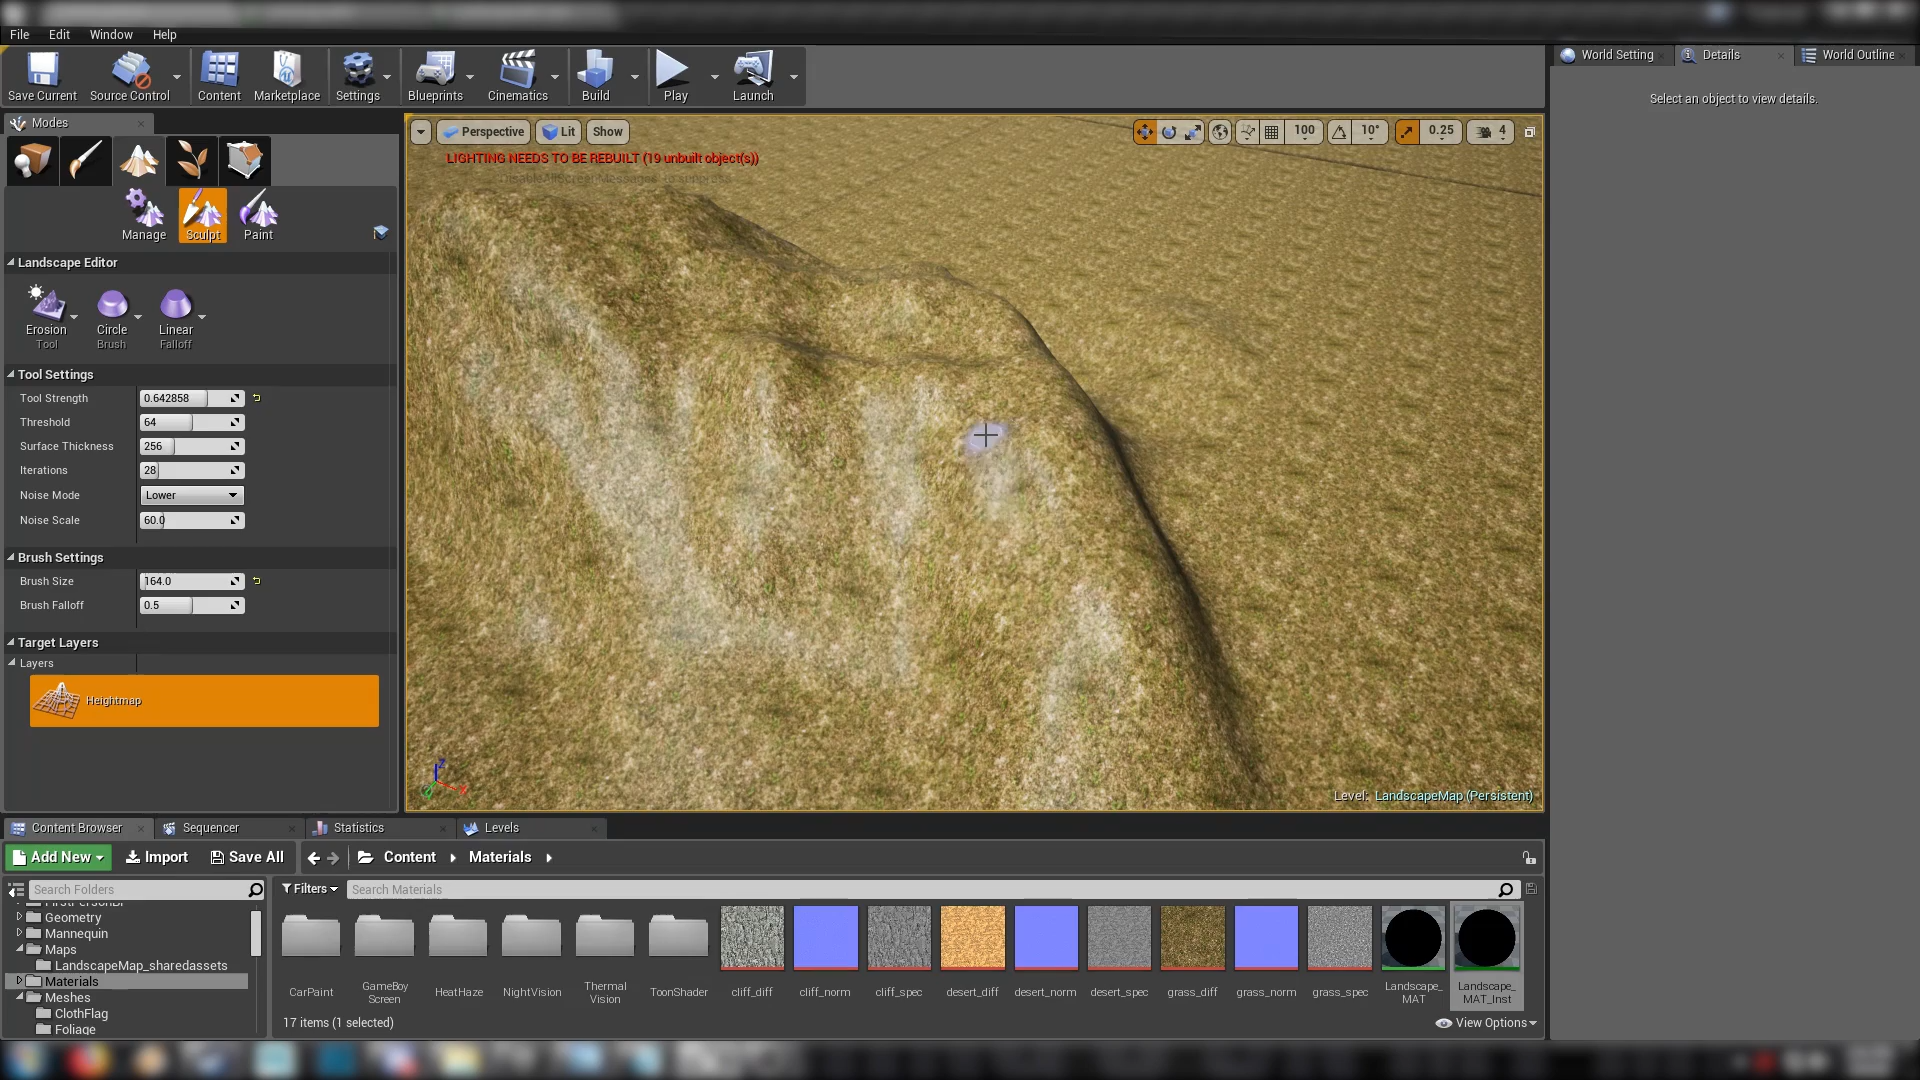 File Edit Window Help
Save Current Source Control Content Marketplace Settings Blueprints Cinematics Build Play Launch
World Setting Details World Outline
Select an object to view details.
Modes
Manage Sculpt Paint
Landscape Editor
Erosion Circle Linear
Tool Brush Falloff
Tool Settings
Tool Strength 0.642858
Threshold 64
Surface Thickness 256
Iterations 28
Noise Mode Lower
Noise Scale 60.0
Brush Settings
Brush Size 164.0
Brush Falloff 0.5
Target Layers
Layers
Heightmap
Perspective Lit Show 100 10° 0.25 4
LIGHTING NEEDS TO BE REBUILT (19 unbuilt object(s))
'DisableAllScreenMessages' to suppress
Level: LandscapeMap (Persistent)
Content Browser Sequencer Statistics Levels
Add New Import Save All Content Materials
Search Folders
Geometry
Mannequin
Maps
LandscapeMap_sharedassets
Materials
Meshes
ClothFlag
Foliage
Filters Search Materials
CarPaint
GameBoy
Screen
HeatHaze
NightVision
Thermal
Vision
ToonShader
cliff_diff
cliff_norm
cliff_spec
desert_diff
desert_norm
desert_spec
grass_diff
grass_norm
grass_spec
Landscape_
MAT
Landscape_
MAT_Inst
17 items (1 selected) View Options